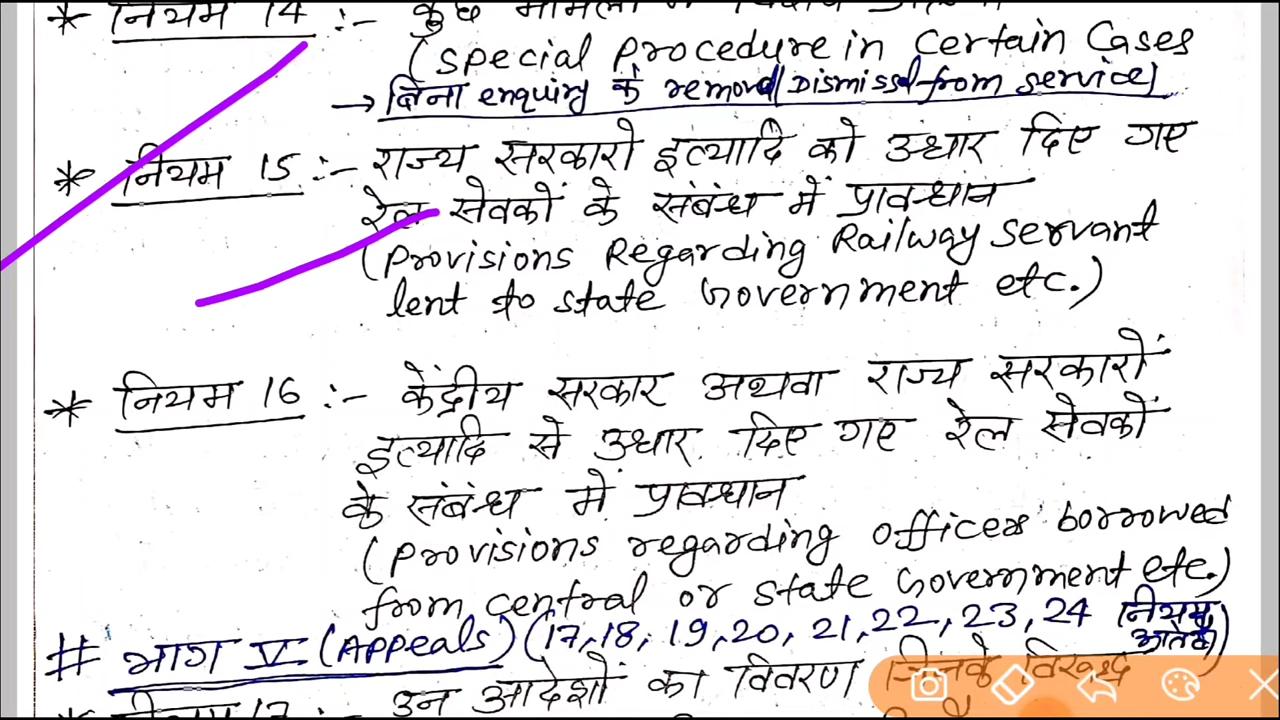 * नियम 14 :- कुछ मामलों में विशेष
(special Procedure in Certain Cases
→ बिना enquiry के removal/Dismissal from service)
* नियम 15 :- राज्य सरकारो इत्यादि को उधार दिए गए
रेल सेवकों के संबंध में प्रावधान
(Provisions Regarding Railway Servant
lent to state Government etc.)
* नियम 16 :- केंद्रीय सरकार अथवा राज्य सरकारों
इत्यादि से उधार दिए गए रेल सेवकों
के संबंध में प्रावधान
(Provisions regarding officers borrowed
from central or state Government etc.)
# भाग V (Appeals) (17,18, 19,20, 21,22, 23, 24 नियम
आते है)
नियम 17 :- उन आदेशों का विवरण जिनके विरुद्ध